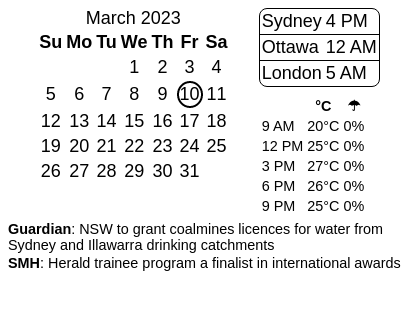 March 2023
Su Mo Tu We Th Fr Sa
1 2 3 4
5 6 7 8 9 10 11
12 13 14 15 16 17 18
19 20 21 22 23 24 25
26 27 28 29 30 31
Sydney 4 PM
Ottawa 12 AM
London 5 AM
°C ☂
9 AM 20°C 0%
12 PM 25°C 0%
3 PM 27°C 0%
6 PM 26°C 0%
9 PM 25°C 0%
Guardian: NSW to grant coalmines licences for water from
Sydney and Illawarra drinking catchments
SMH: Herald trainee program a finalist in international awards